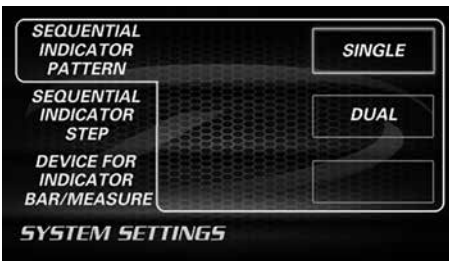 SEQUENTIAL
INDICATOR
PATTERN
SINGLE
SEQUENTIAL
INDICATOR
STEP
DUAL
DEVICE FOR
INDICATOR
BAR/MEASURE
SYSTEM SETTINGS